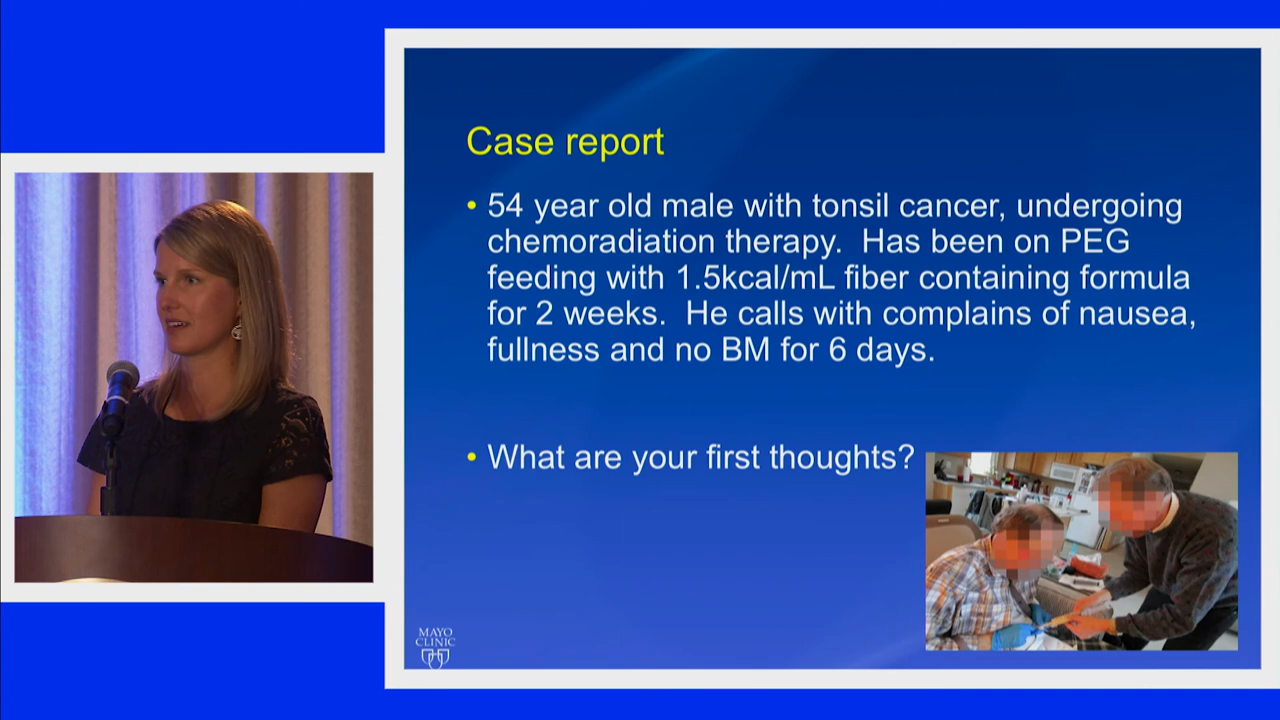 Case report
• 54 year old male with tonsil cancer, undergoing
chemoradiation therapy.  Has been on PEG
feeding with 1.5kcal/mL fiber containing formula
for 2 weeks.  He calls with complains of nausea,
fullness and no BM for 6 days.
• What are your first thoughts?
MAYO
CLINIC